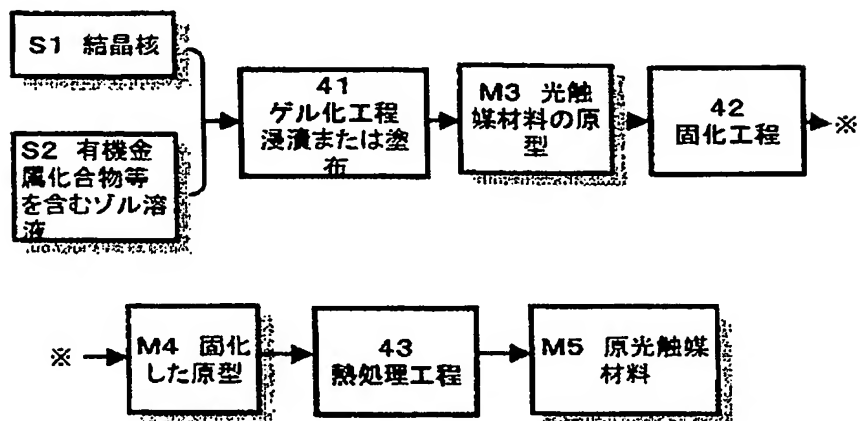 S1 結晶核
S2 有機金
属化合物等
を含むゾル溶
液
41
ゲル化工程
浸漬または塗
布
M3 光触
媒材料の原
型
42
固化工程
※
※
M4 固化
した原型
43
熱処理工程
M5 原光触媒
材料